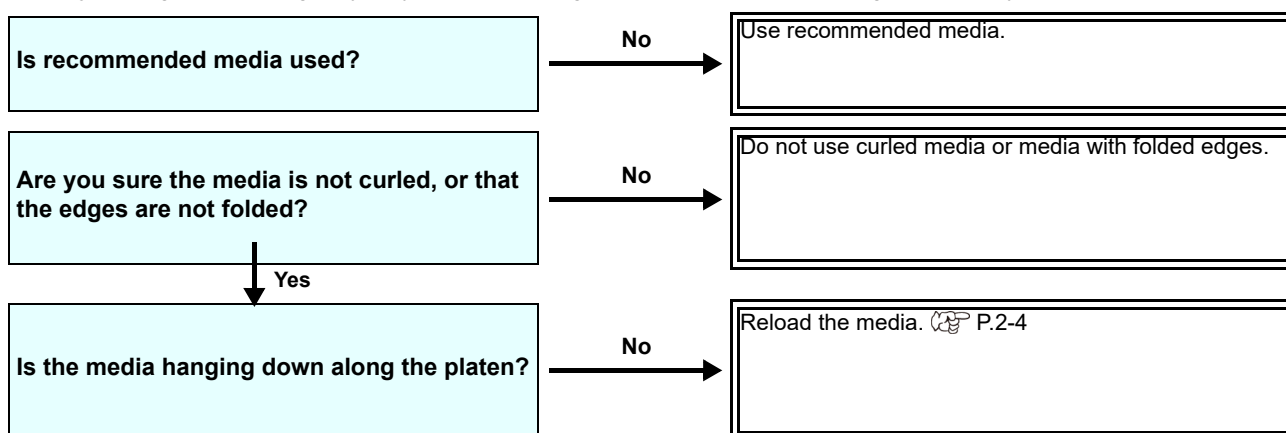 Is recommended media used?
No
Use recommended media.
Are you sure the media is not curled, or that
the edges are not folded?
No
Do not use curled media or media with folded edges.
Yes
Is the media hanging down along the platen?
No
Reload the media. P.2-4